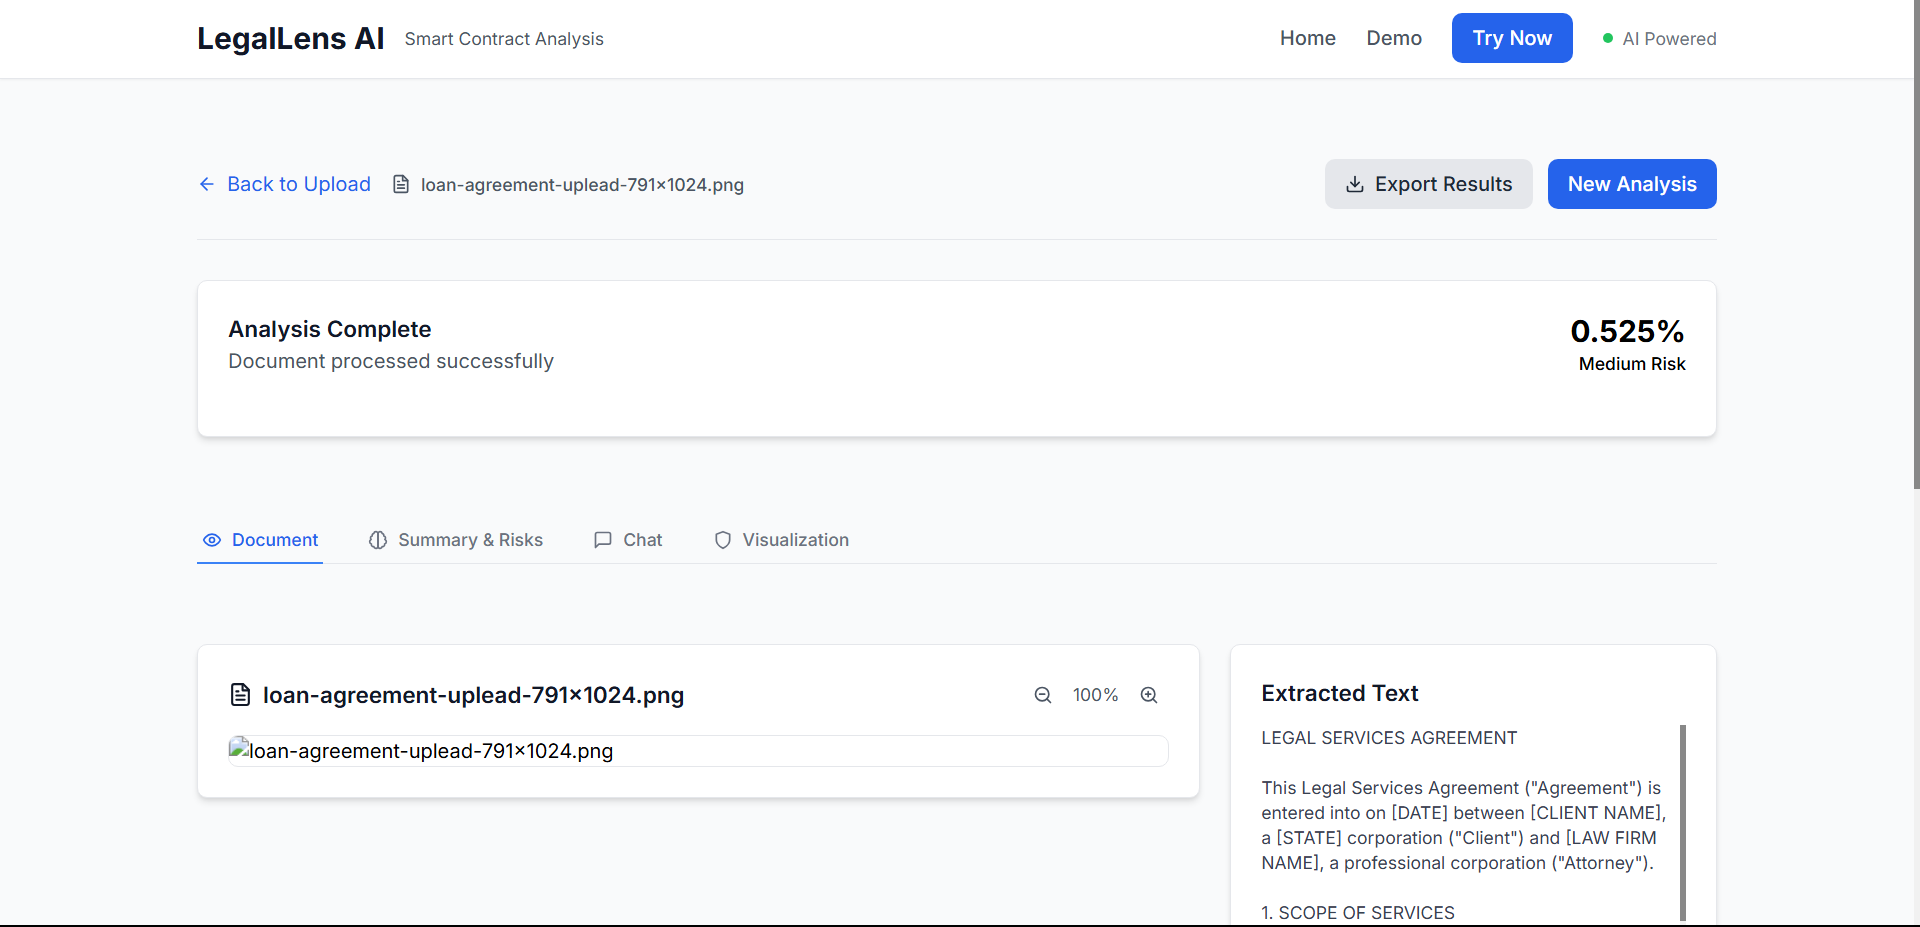 LegalLens AI Smart Contract Analysis Home Demo Try Now AI Powered
Back to Upload loan-agreement-uplead-791×1024.png Export Results New Analysis
Analysis Complete
Document processed successfully
0.525%
Medium Risk
Document Summary & Risks Chat Visualization
loan-agreement-uplead-791×1024.png 100%
loan-agreement-uplead-791×1024.png
Extracted Text
LEGAL SERVICES AGREEMENT
This Legal Services Agreement ("Agreement") is
entered into on [DATE] between [CLIENT NAME],
a [STATE] corporation ("Client") and [LAW FIRM
NAME], a professional corporation ("Attorney").
1. SCOPE OF SERVICES